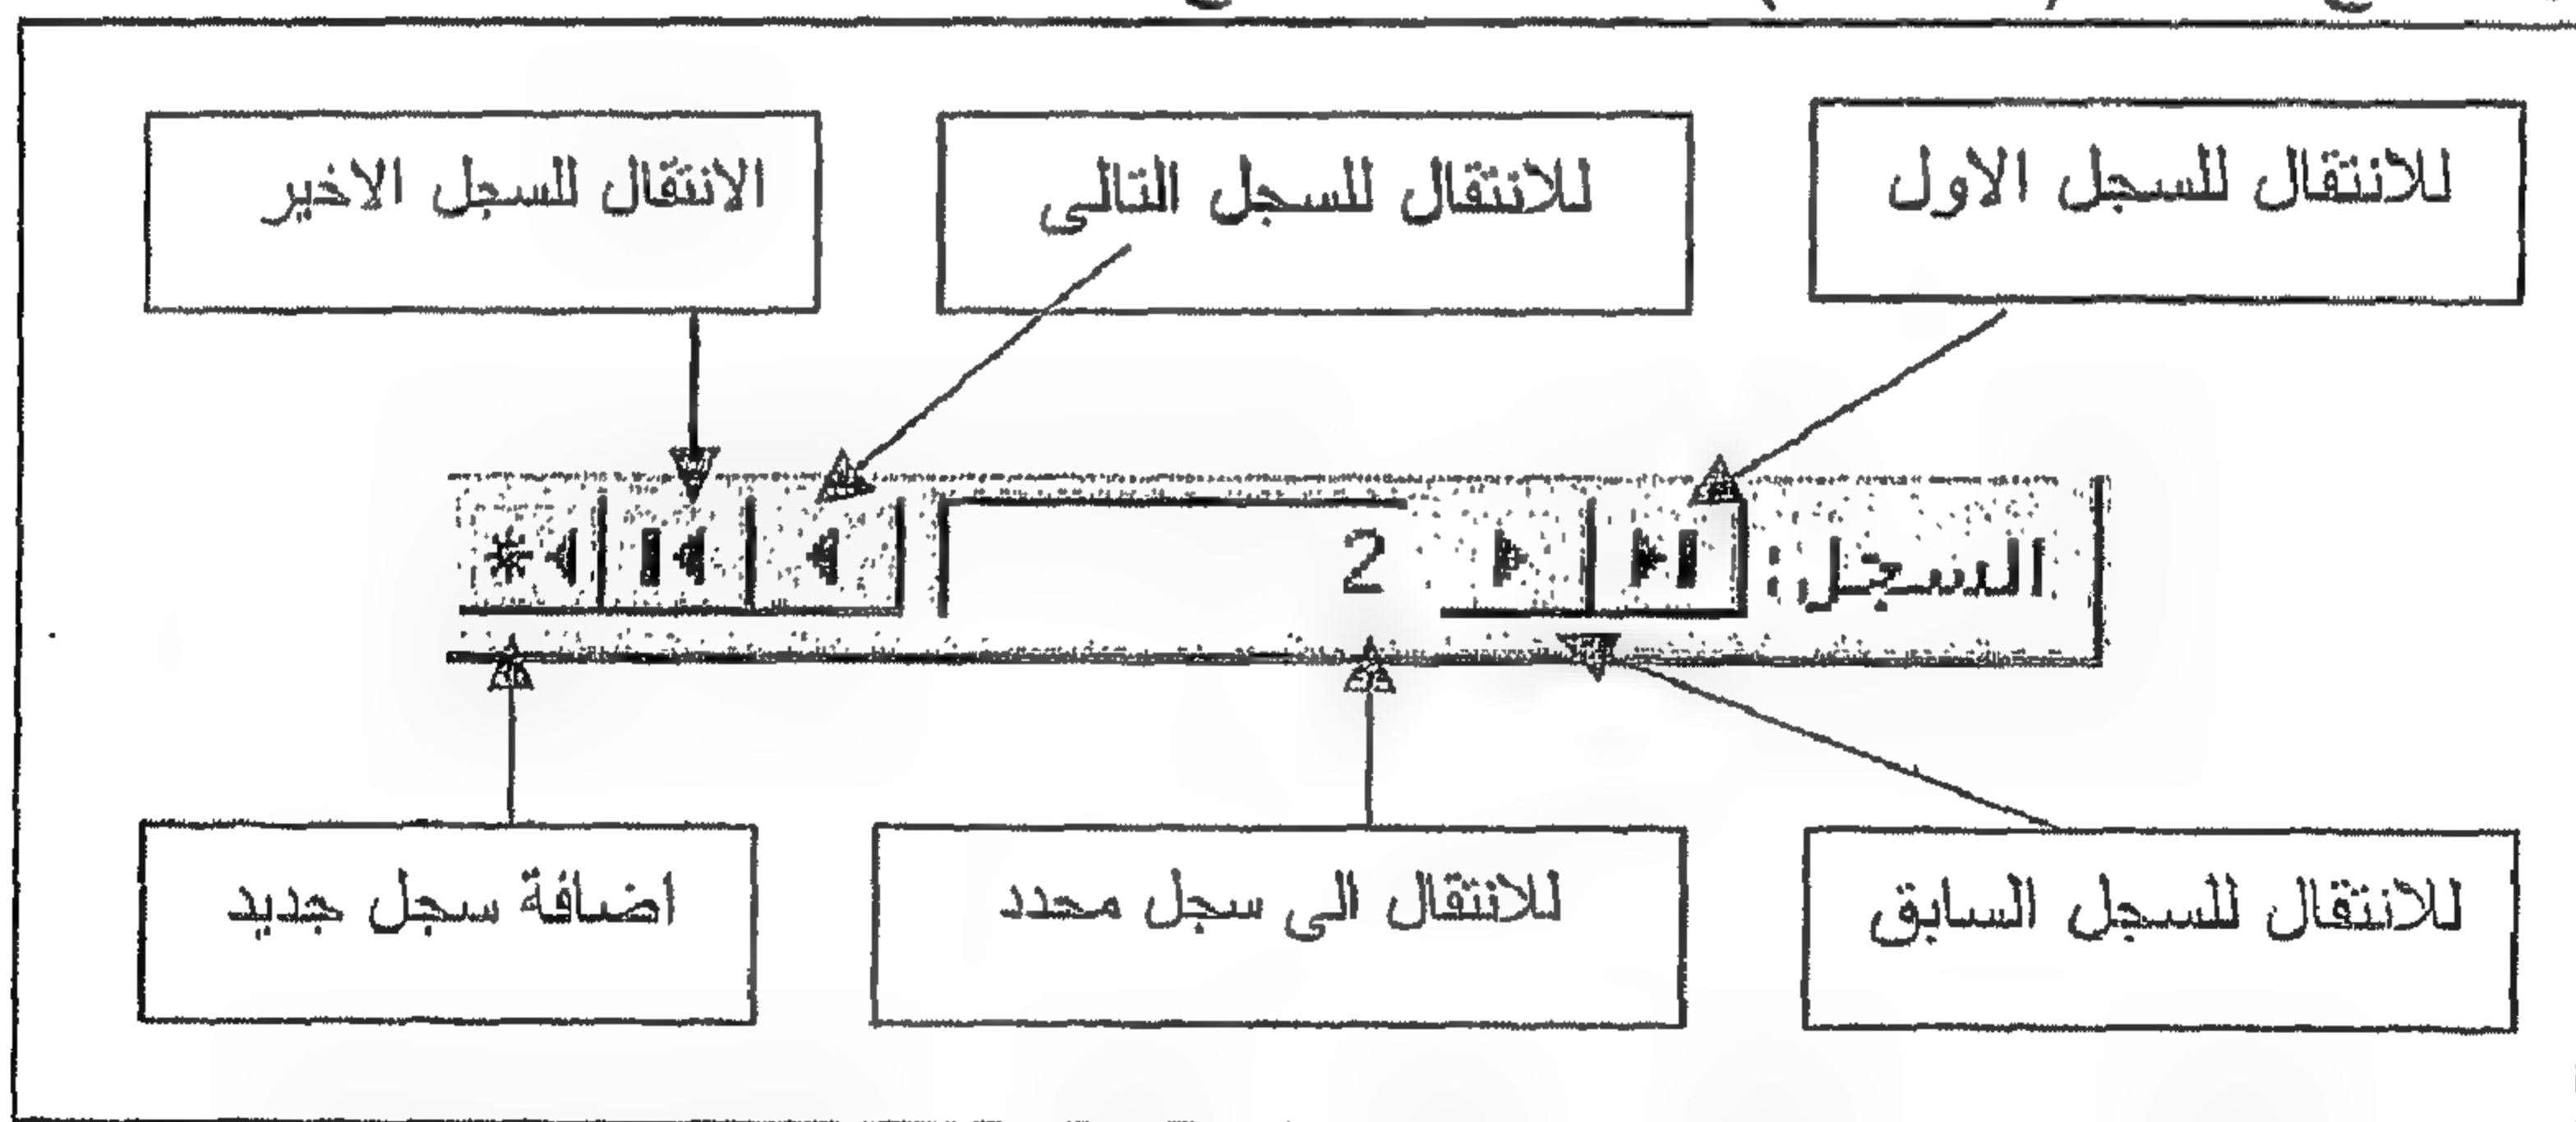 للانتقال للسجل الاول
للانتقال للسجل التالى
الانتقال للسجل الاخير
السجل: 2
للانتقال للسجل السابق
للانتقال الى سجل محدد
اضافة سجل جديد